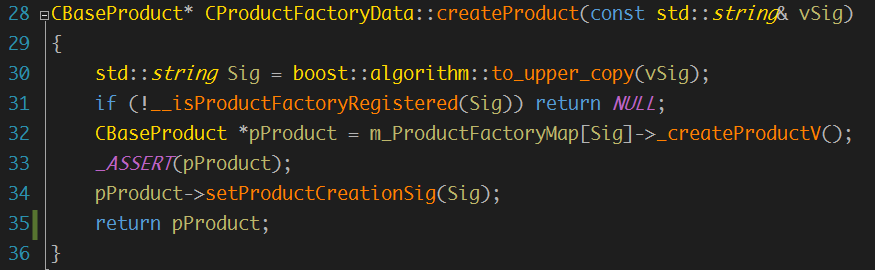 28 CBaseProduct* CProductFactoryData::createProduct(const std::string& vSig)
29 {
30     std::string Sig = boost::algorithm::to_upper_copy(vSig);
31     if (!__isProductFactoryRegistered(Sig)) return NULL;
32     CBaseProduct *pProduct = m_ProductFactoryMap[Sig]->_createProductV();
33     _ASSERT(pProduct);
34     pProduct->setProductCreationSig(Sig);
35     return pProduct;
36 }